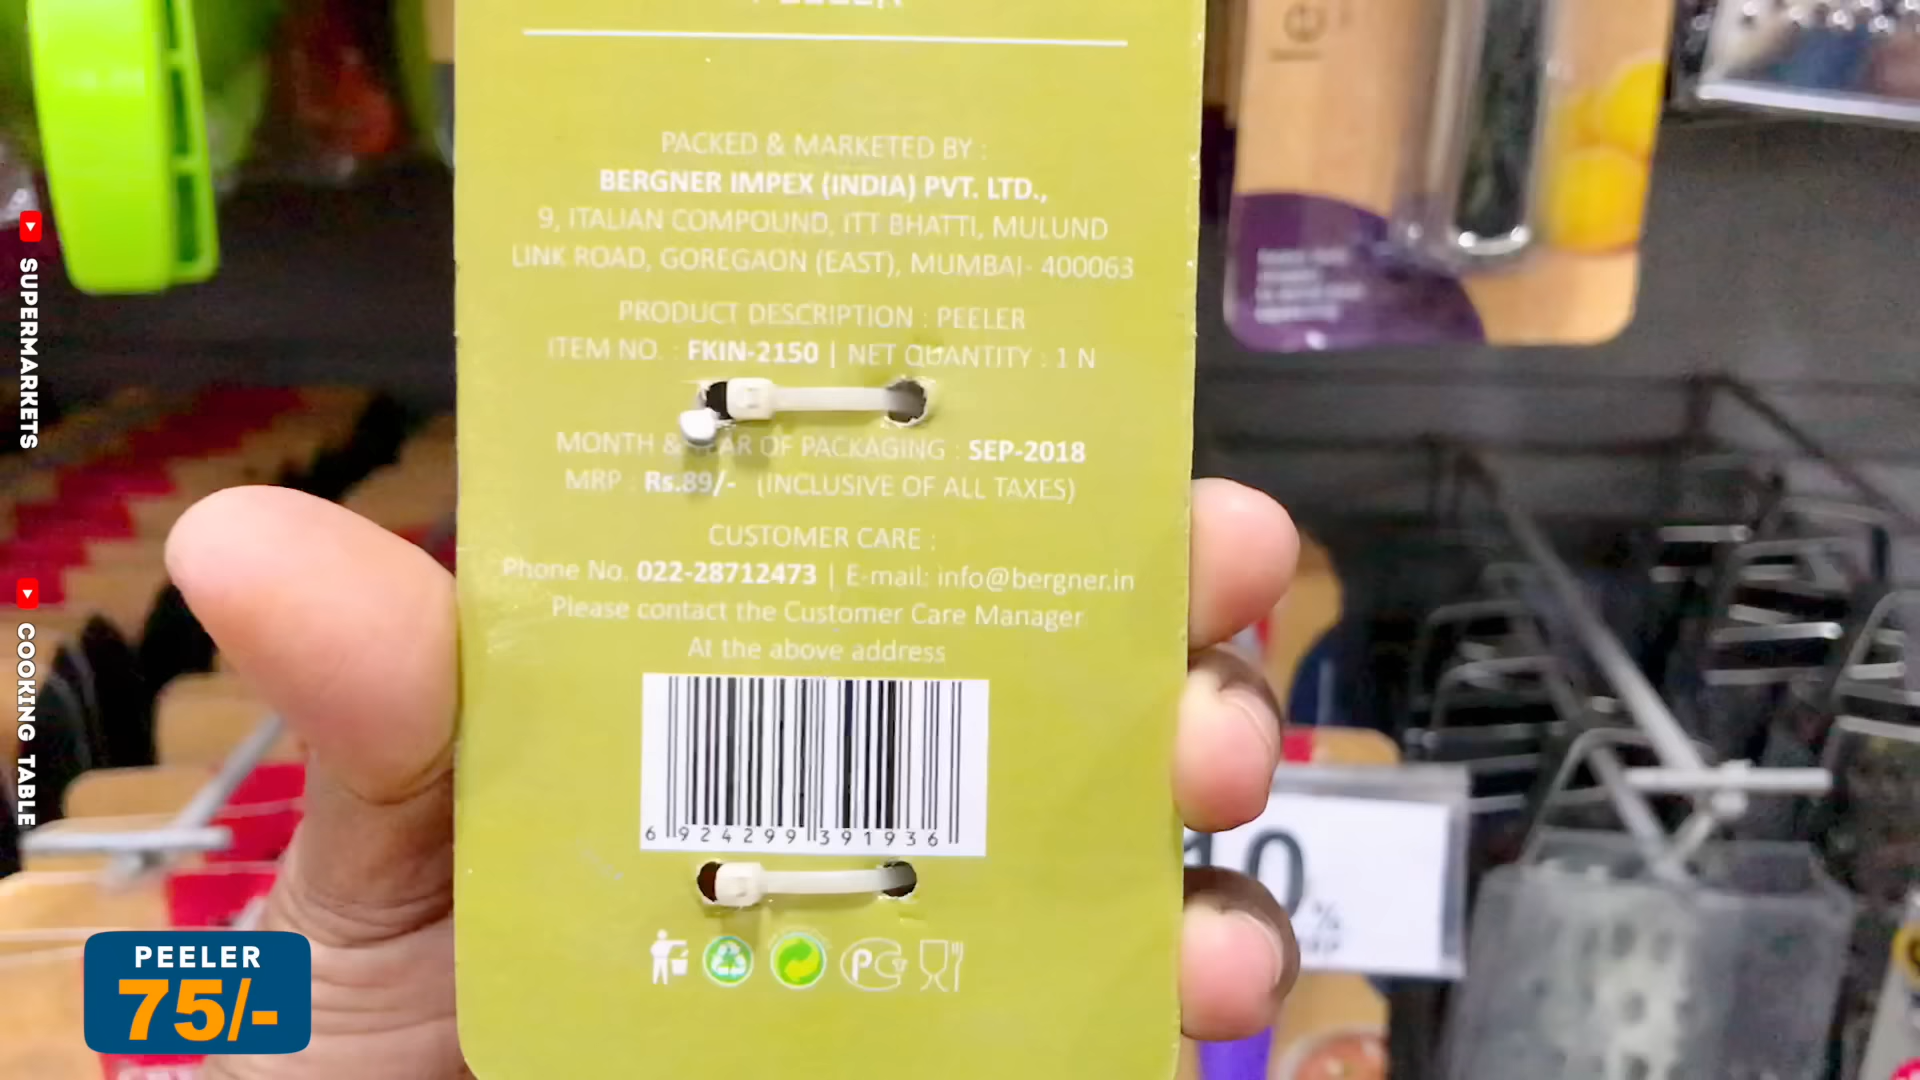 PEELER
PACKED & MARKETED BY :
BERGNER IMPEX (INDIA) PVT. LTD.,
9, ITALIAN COMPOUND, ITT BHATTI, MULUND
LINK ROAD, GOREGAON (EAST), MUMBAI- 400063
PRODUCT DESCRIPTION : PEELER
ITEM NO. : FKIN-2150 | NET QUANTITY : 1 N
MONTH & YEAR OF PACKAGING : SEP-2018
MRP : Rs.89/- (INCLUSIVE OF ALL TAXES)
CUSTOMER CARE :
Phone No. 022-28712473 | E-mail: info@bergner.in
Please contact the Customer Care Manager
At the above address
6 924299 391936
10%
SUPERMARKETS
COOKING TABLE
PEELER
75/-